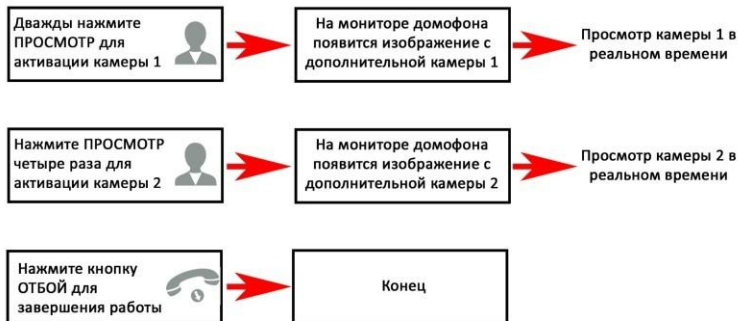 Дважды нажмите
ПРОСМОТР для
активации камеры 1
На мониторе домофона
появится изображение с
дополнительной камеры 1
Просмотр камеры 1 в
реальном времени
Нажмите ПРОСМОТР
четыре раза для
активации камеры 2
На мониторе домофона
появится изображение с
дополнительной камеры 2
Просмотр камеры 2 в
реальном времени
Нажмите кнопку
ОТБОЙ для
завершения работы
Конец